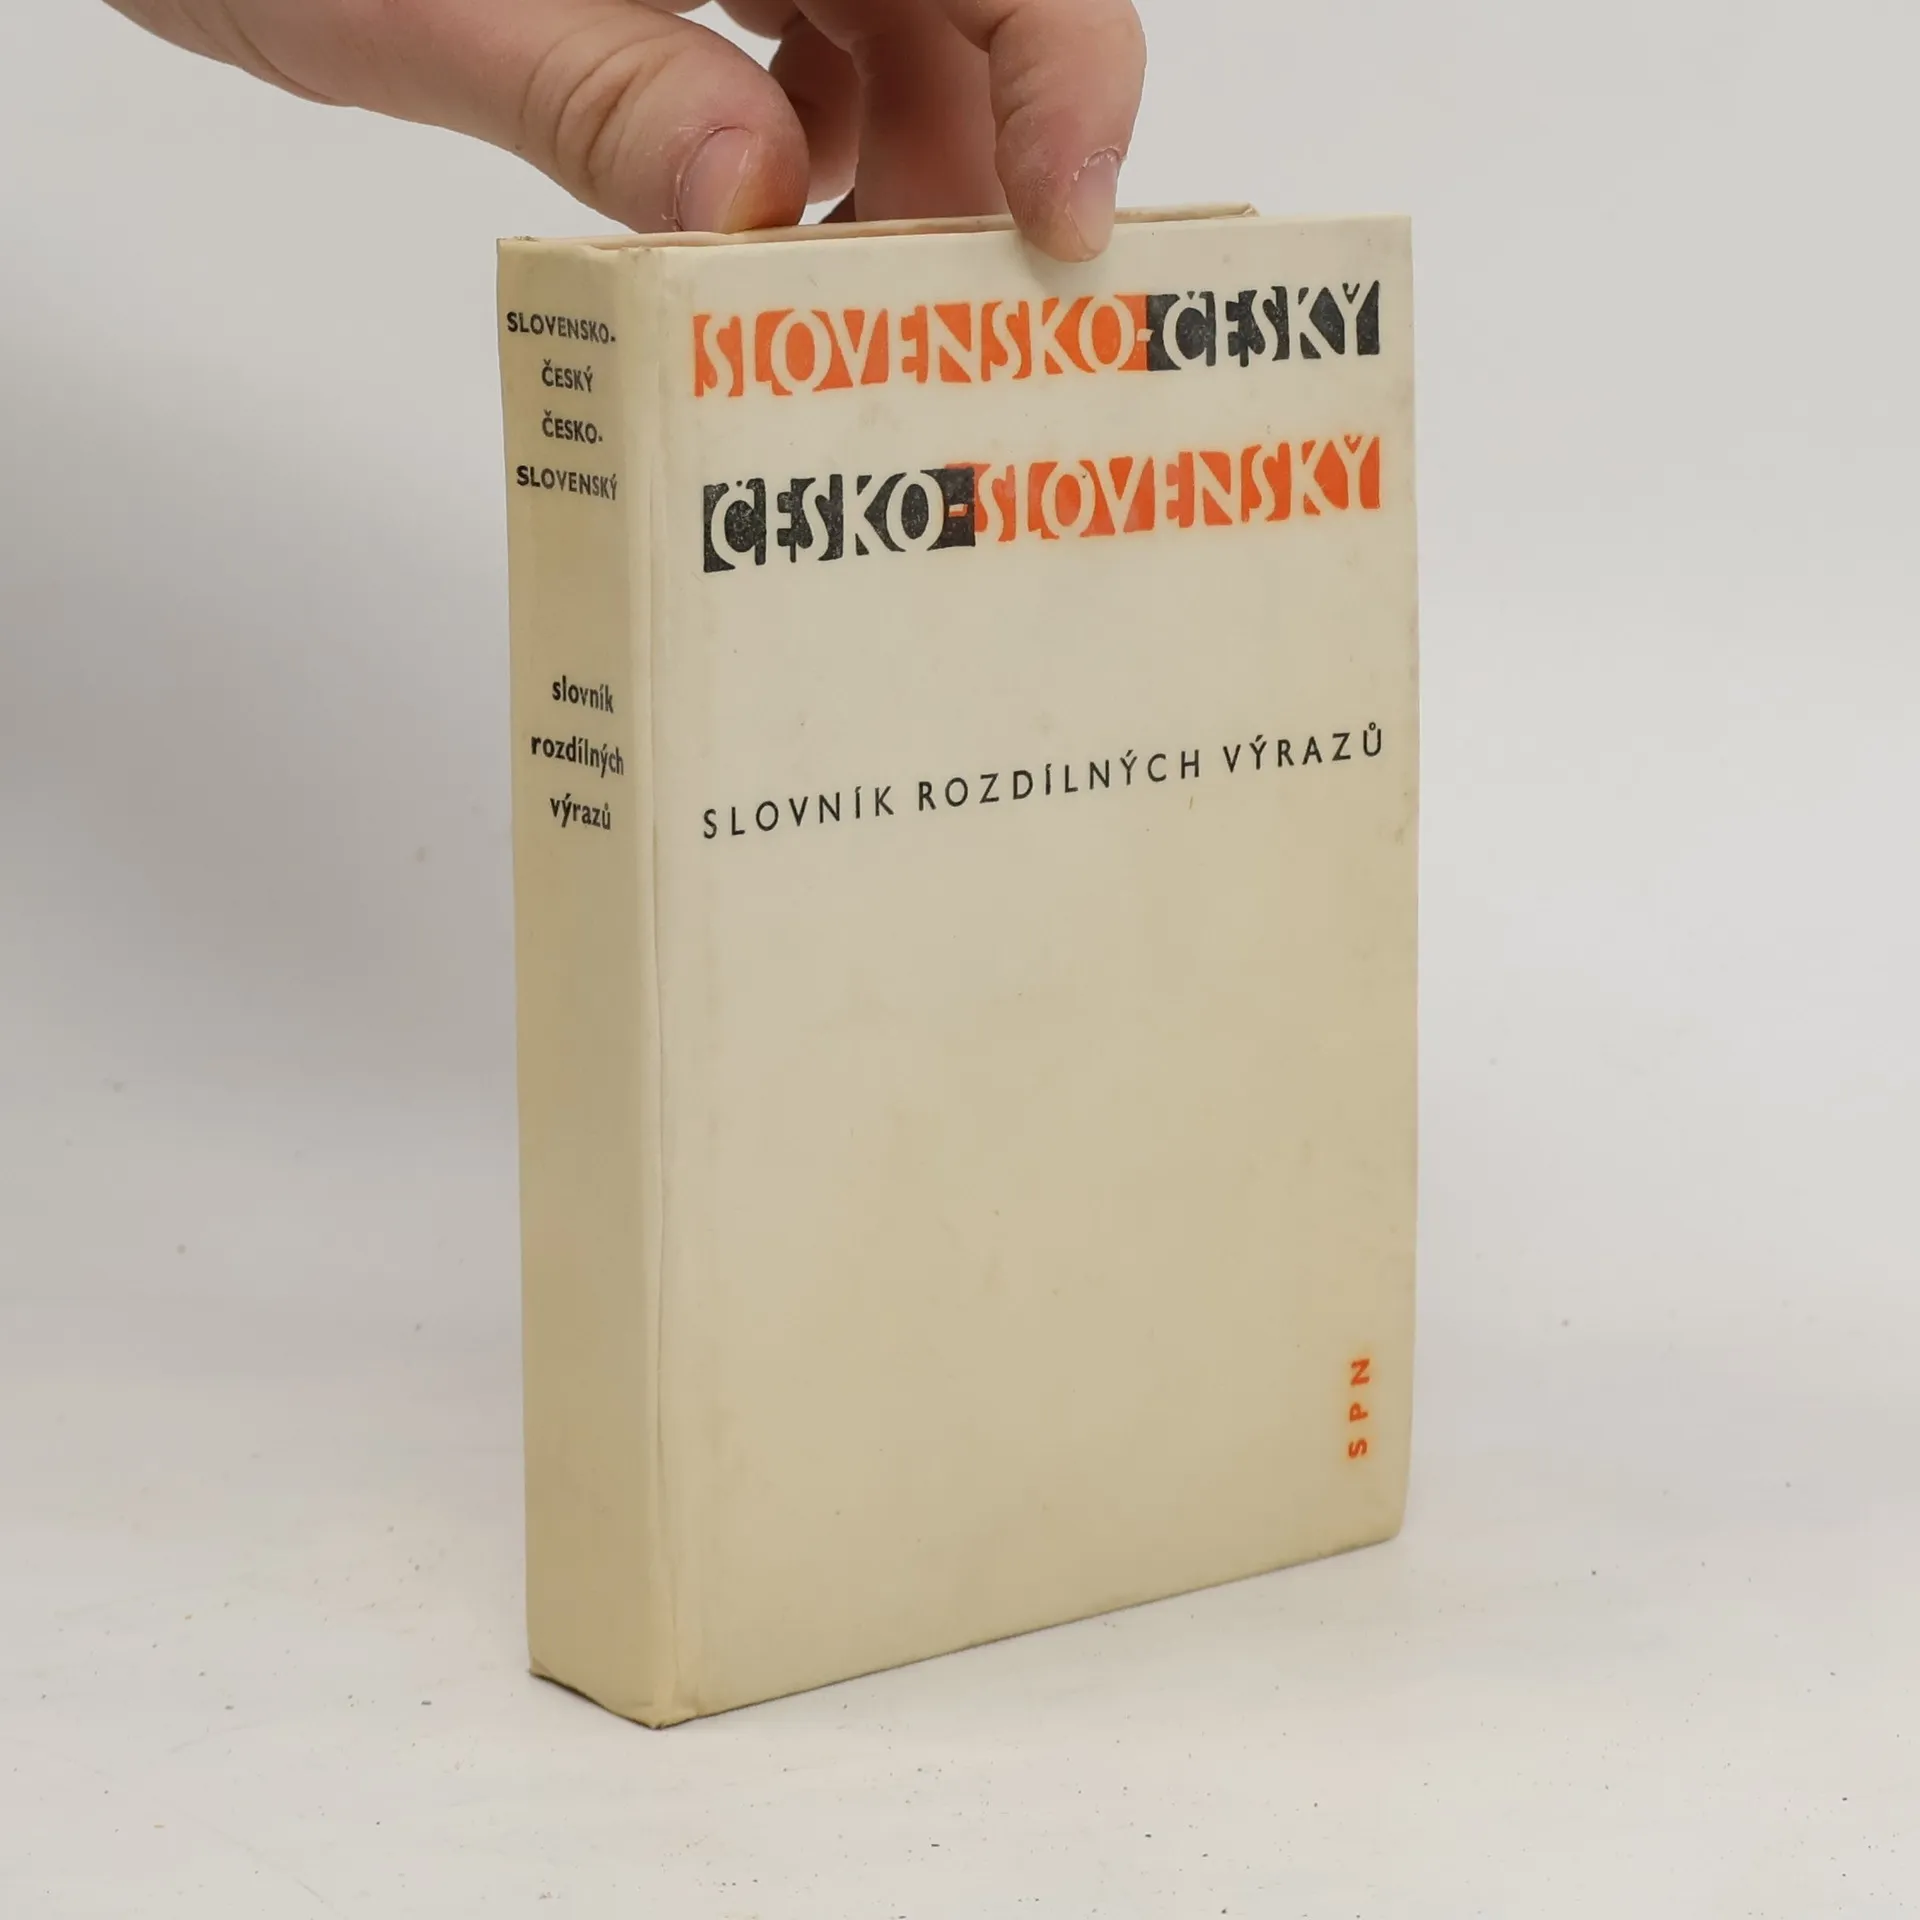 SLOVENSKO-
ČESKÝ
ČESKO-
SLOVENSKÝ
slovník
rozdílných
výrazů
SLOVENSKO-ČESKÝ
ČESKO-SLOVENSKÝ
SLOVNÍK ROZDÍLNÝCH VÝRAZŮ
SPN